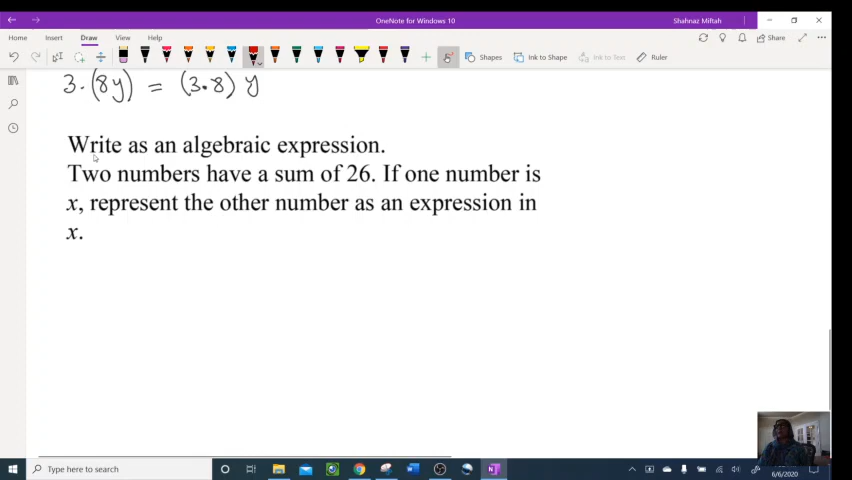 OneNote for Windows 10
Shahnaz Miftah
Home Insert Draw View Help
Share
Shapes Ink to Shape Ink to Text Ruler
3 · (8y) = (3 • 8) y
Write as an algebraic expression.
Two numbers have a sum of 26. If one number is
x, represent the other number as an expression in
x.
Type here to search
6/6/2020